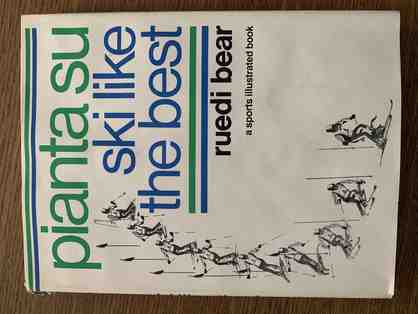 pianta su
ski like
the best
ruedi bear
a sports illustrated book